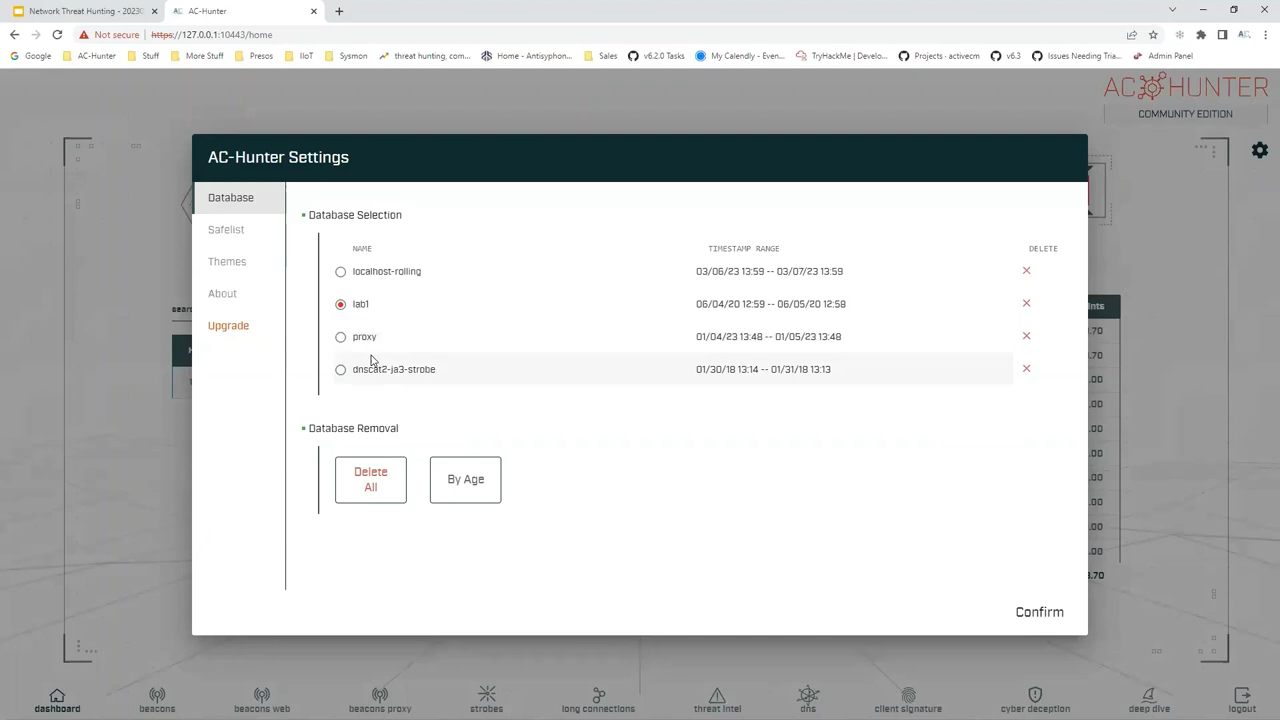 Network Threat Hunting - 20230
AC-Hunter
Not secure
https://127.0.0.1:10443/home
Google
AC-Hunter
Stuff
More Stuff
Presos
IIoT
Sysmon
threat hunting, com...
Home - Antisyphon...
Sales
v6.2.0 Tasks
My Calendly - Even...
TryHackMe | Develo...
Projects · activecm
v6.3
Issues Needing Tria...
Admin Panel
AC HUNTER
COMMUNITY EDITION
AC-Hunter Settings
Database
Safelist
Themes
About
Upgrade
Database Selection
NAME TIMESTAMP RANGE DELETE
localhost-rolling 03/06/23 13:59 -- 03/07/23 13:59
lab1 06/04/20 12:59 -- 06/05/20 12:58
proxy 01/04/23 13:48 -- 01/05/23 13:48
dnscat2-ja3-strobe 01/30/18 13:14 -- 01/31/18 13:13
Database Removal
Delete
All
By Age
Confirm
dashboard
beacons
beacons web
beacons proxy
strobes
long connections
threat intel
dns
client signature
cyber deception
deep dive
logout